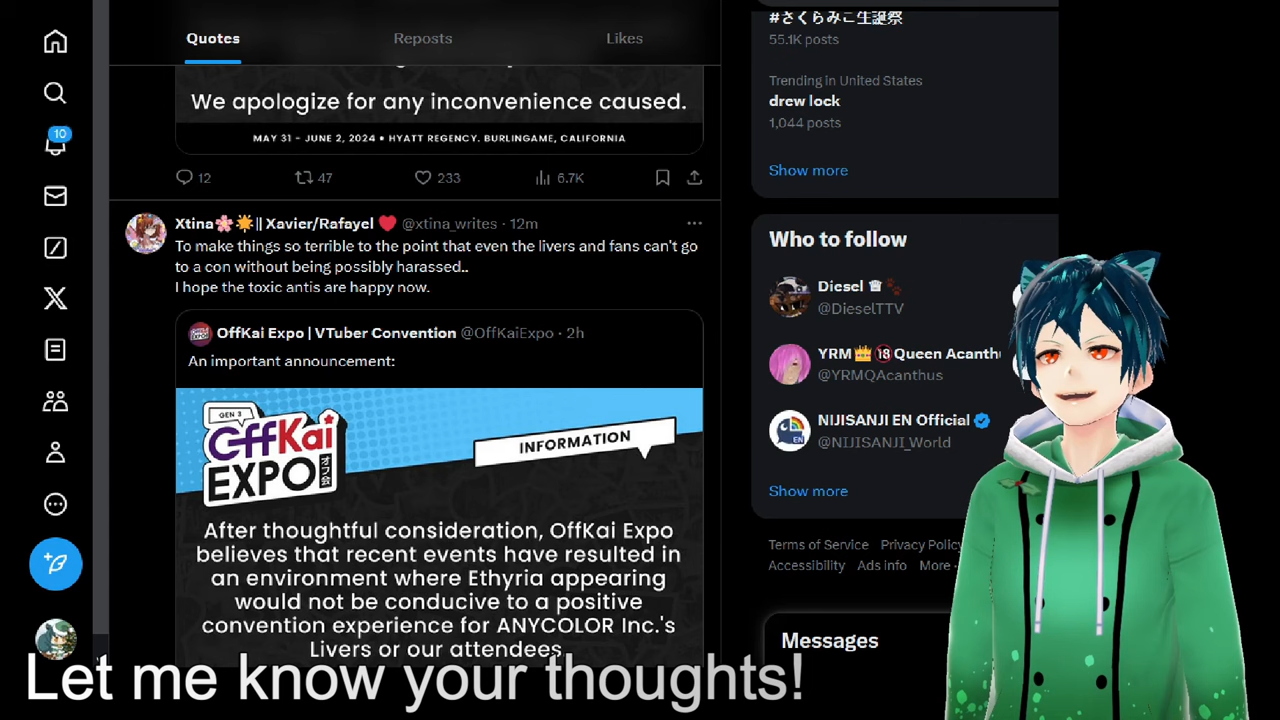 Quotes
Reposts
Likes
We apologize for any inconvenience caused.
MAY 31 - JUNE 2, 2024 • HYATT REGENCY. BURLINGAME, CALIFORNIA
12
47
233
6.7K
Xtina🌸☀️|| Xavier/Rafayel ❤️ @xtina_writes · 12m
To make things so terrible to the point that even the livers and fans can't go
to a con without being possibly harassed..
I hope the toxic antis are happy now.
OffKai Expo | VTuber Convention @OffKaiExpo · 2h
An important announcement:
GEN 3
OffKai
EXPO
オフ会
INFORMATION
After thoughtful consideration, OffKai Expo
believes that recent events have resulted in
an environment where Ethyria appearing
would not be conducive to a positive
convention experience for ANYCOLOR Inc.'s
Livers or our attendees
10
#さくらみこ生誕祭
55.1K posts
Trending in United States
drew lock
1,044 posts
Show more
Who to follow
Diesel ♕🐾
@DieselTTV
YRM👑🔞Queen Acanth
@YRMQAcanthus
NIJISANJI EN Official
@NIJISANJI_World
Show more
Terms of Service Privacy Policy
Accessibility Ads info More
Messages
Let me know your thoughts!